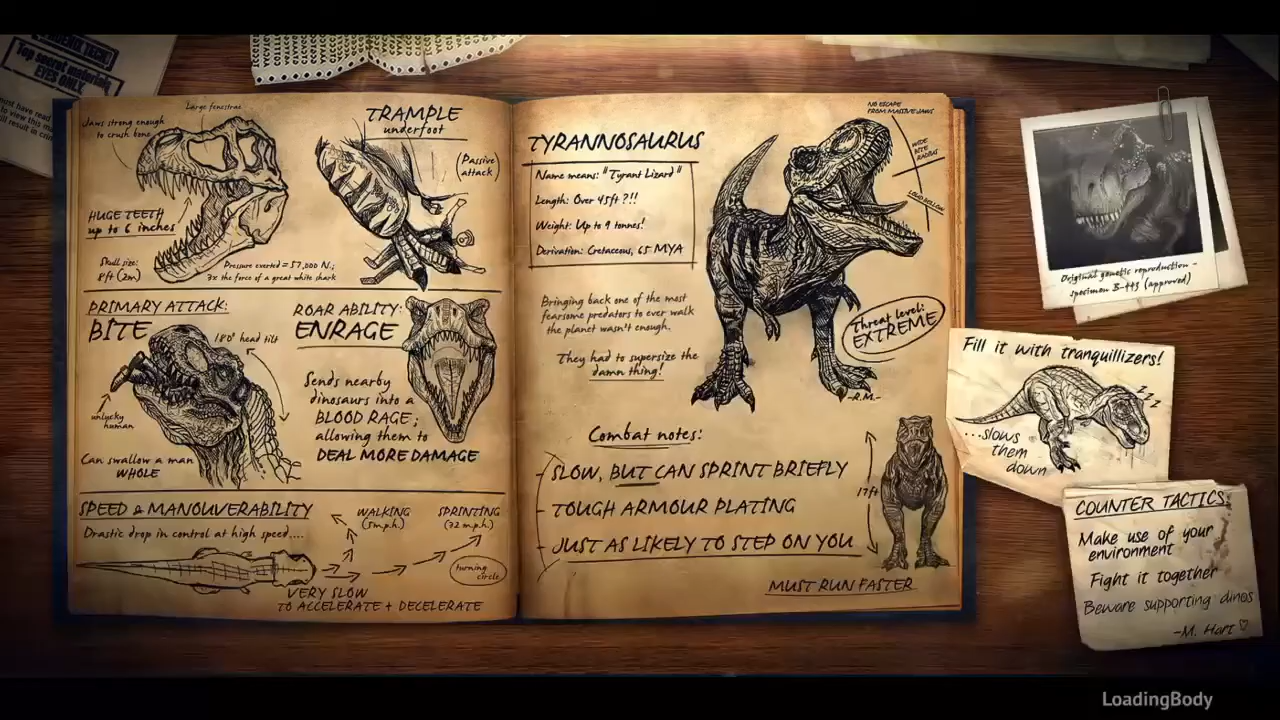 Top secret materials
EYES ONLY
Large fenestrae
Jaws strong enough
to crush bone
HUGE TEETH
up to 6 inches
Skull size:
8ft (2m)
Pressure exerted = 57,000 N.;
3x the force of a great white shark
TRAMPLE
underfoot
(Passive
attack)
PRIMARY ATTACK:
BITE
180° head tilt
unlucky
human
Can swallow a man
WHOLE
ROAR ABILITY:
ENRAGE
Sends nearby
dinosaurs into a
BLOOD RAGE;
allowing them to
DEAL MORE DAMAGE
SPEED & MANOUVERABILITY
Drastic drop in control at high speed....
WALKING
(5m.p.h.)
SPRINTING
(32 m.p.h.)
turning
circle
VERY SLOW
TO ACCELERATE + DECELERATE
TYRANNOSAURUS
Name means: "Tyrant Lizard"
Length: Over 45ft ?!!
Weight: Up to 9 tonnes!
Derivation: Cretaceous, 65 MYA
NO ESCAPE
FROM MASSIVE JAWS
WIDE
BITE
RADIUS
LOUD BELLOW
Bringing back one of the most
fearsome predators to ever walk
the planet wasn't enough.
They had to supersize the
damn thing!
Threat level:
EXTREME
-R.M.-
Combat notes:
- SLOW, BUT CAN SPRINT BRIEFLY
- TOUGH ARMOUR PLATING
- JUST AS LIKELY TO STEP ON YOU
17ft
MUST RUN FASTER
Original genetic reproduction -
specimen B-443 (approved)
Fill it with tranquillizers!
z z z
...slows
them
down
COUNTER TACTICS
Make use of your
environment
Fight it together
Beware supporting dinos
-M. Hart ♡
LoadingBody